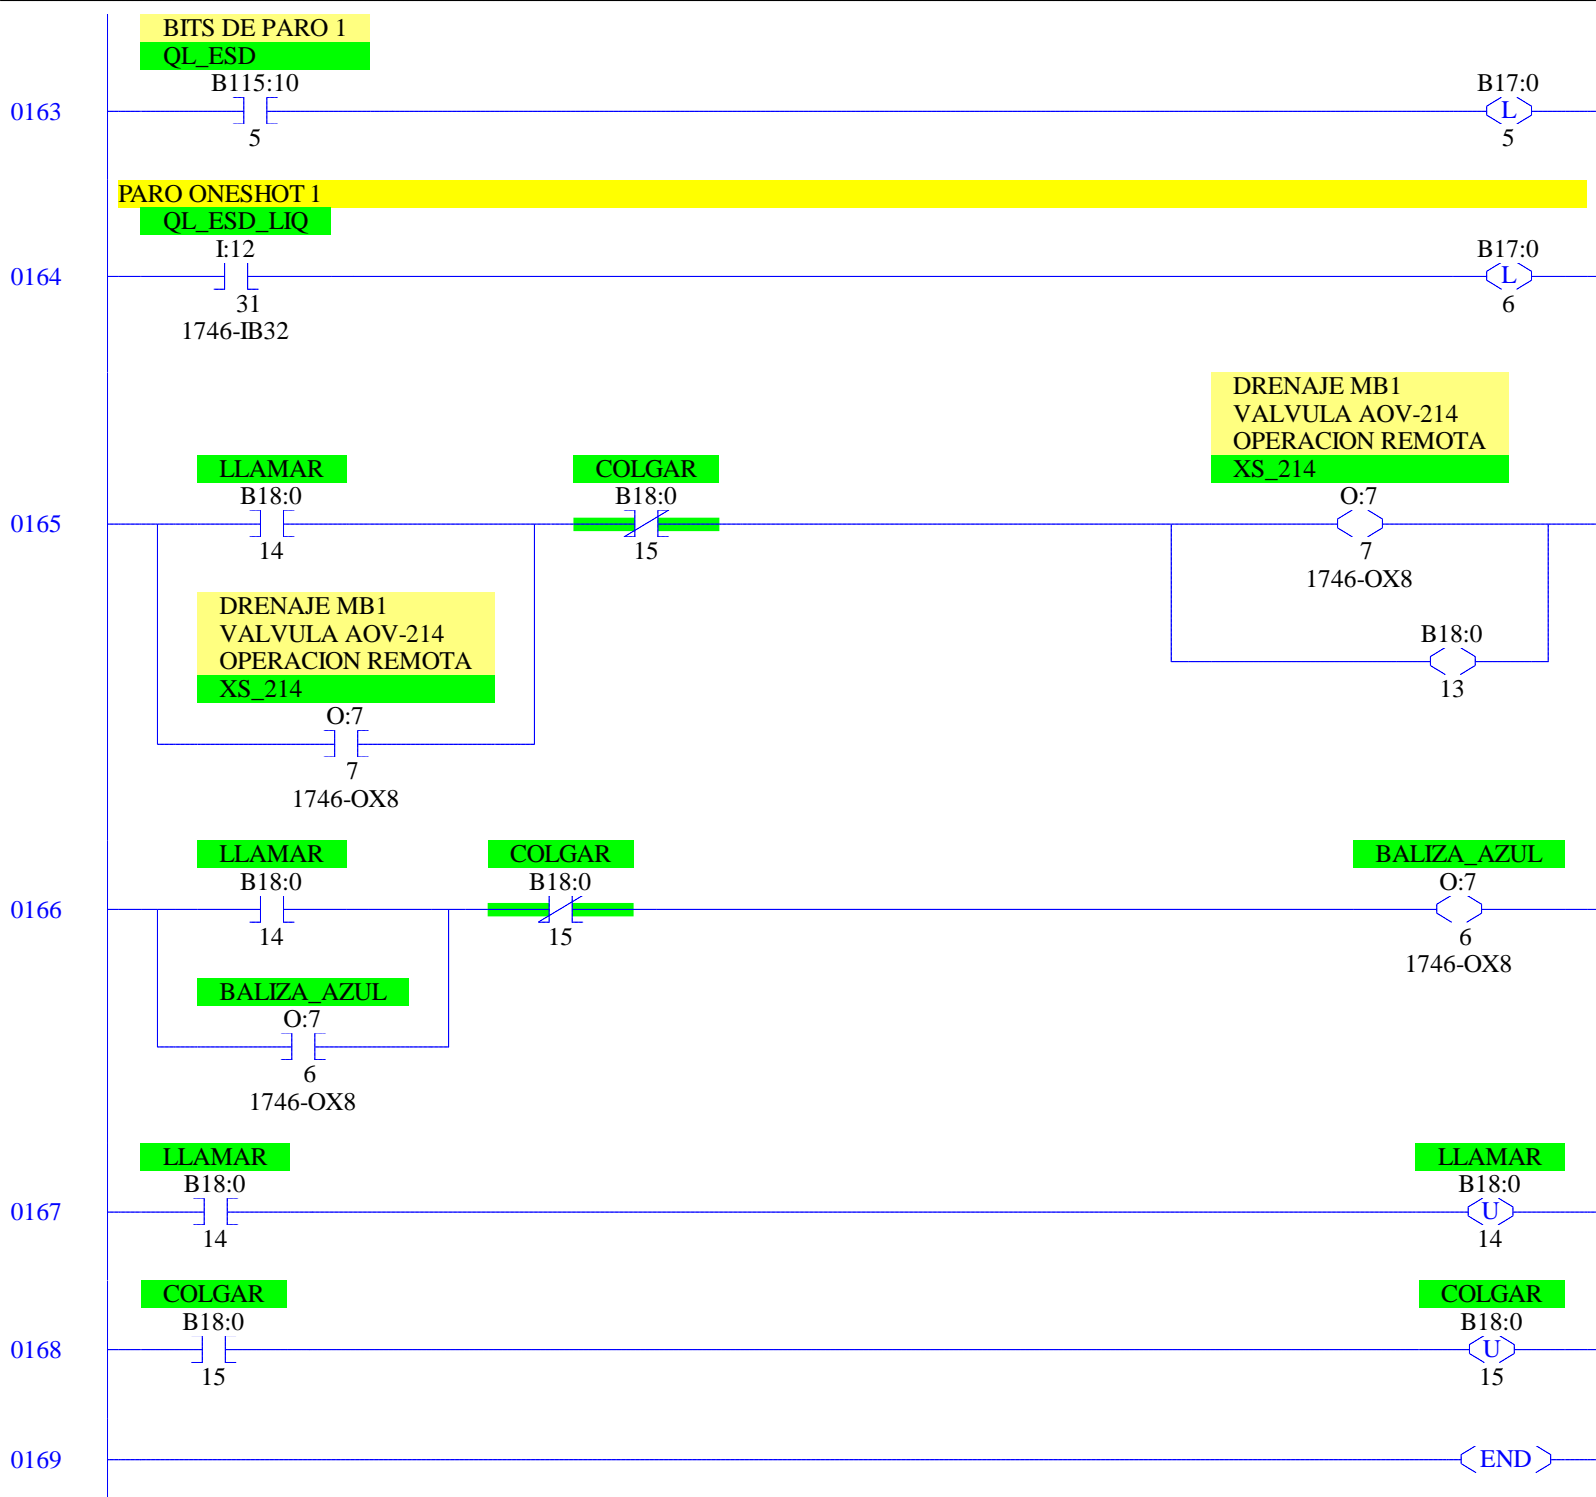 BITS DE PARO 1
QL_ESD
B115:10
B17:0
0163
L
5
5
PARO ONESHOT 1
QL_ESD_LIQ
I:12
B17:0
0164
L
31
6
1746-IB32
DRENAJE MB1
VALVULA AOV-214
OPERACION REMOTA
LLAMAR
COLGAR
XS_214
B18:0
B18:0
O:7
0165
14
15
7
1746-OX8
DRENAJE MB1
VALVULA AOV-214
OPERACION REMOTA
XS_214
B18:0
13
O:7
7
1746-OX8
LLAMAR
COLGAR
BALIZA_AZUL
B18:0
B18:0
O:7
0166
14
15
6
1746-OX8
BALIZA_AZUL
O:7
6
1746-OX8
LLAMAR
LLAMAR
B18:0
B18:0
0167
U
14
14
COLGAR
COLGAR
B18:0
B18:0
0168
U
15
15
0169
END